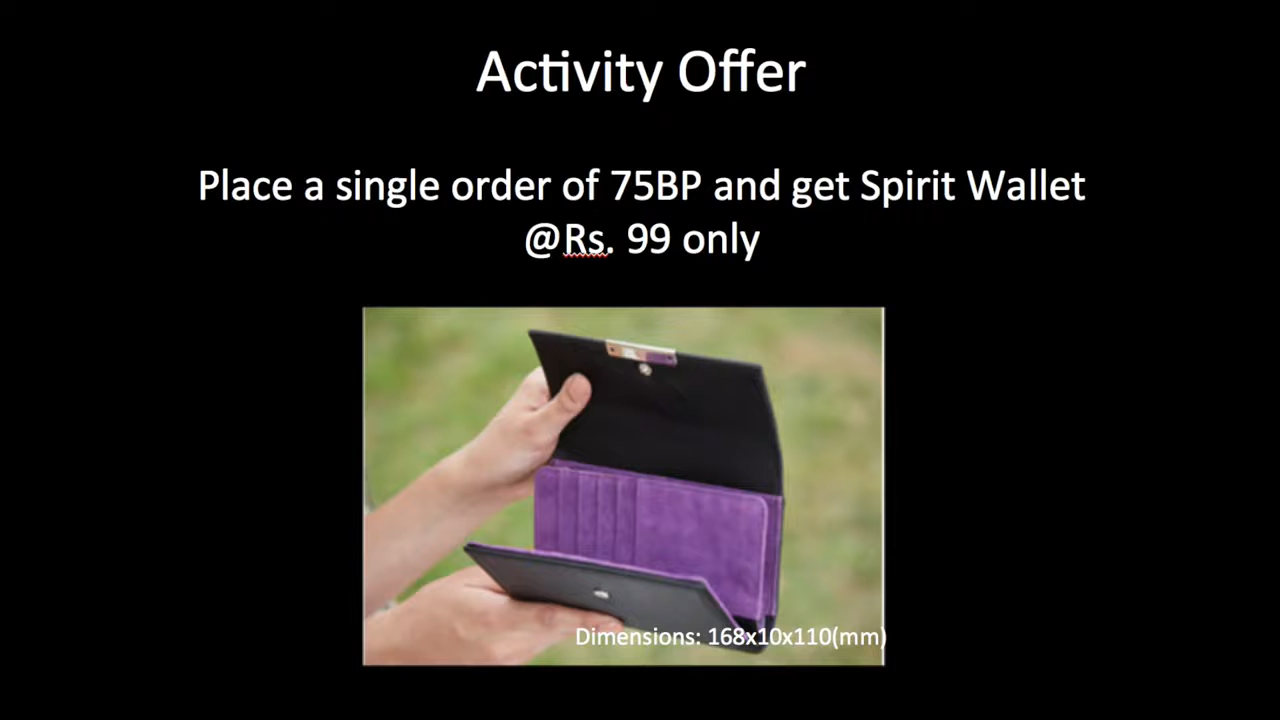 Activity Offer
Place a single order of 75BP and get Spirit Wallet
@Rs. 99 only
Dimensions: 168x10x110(mm)